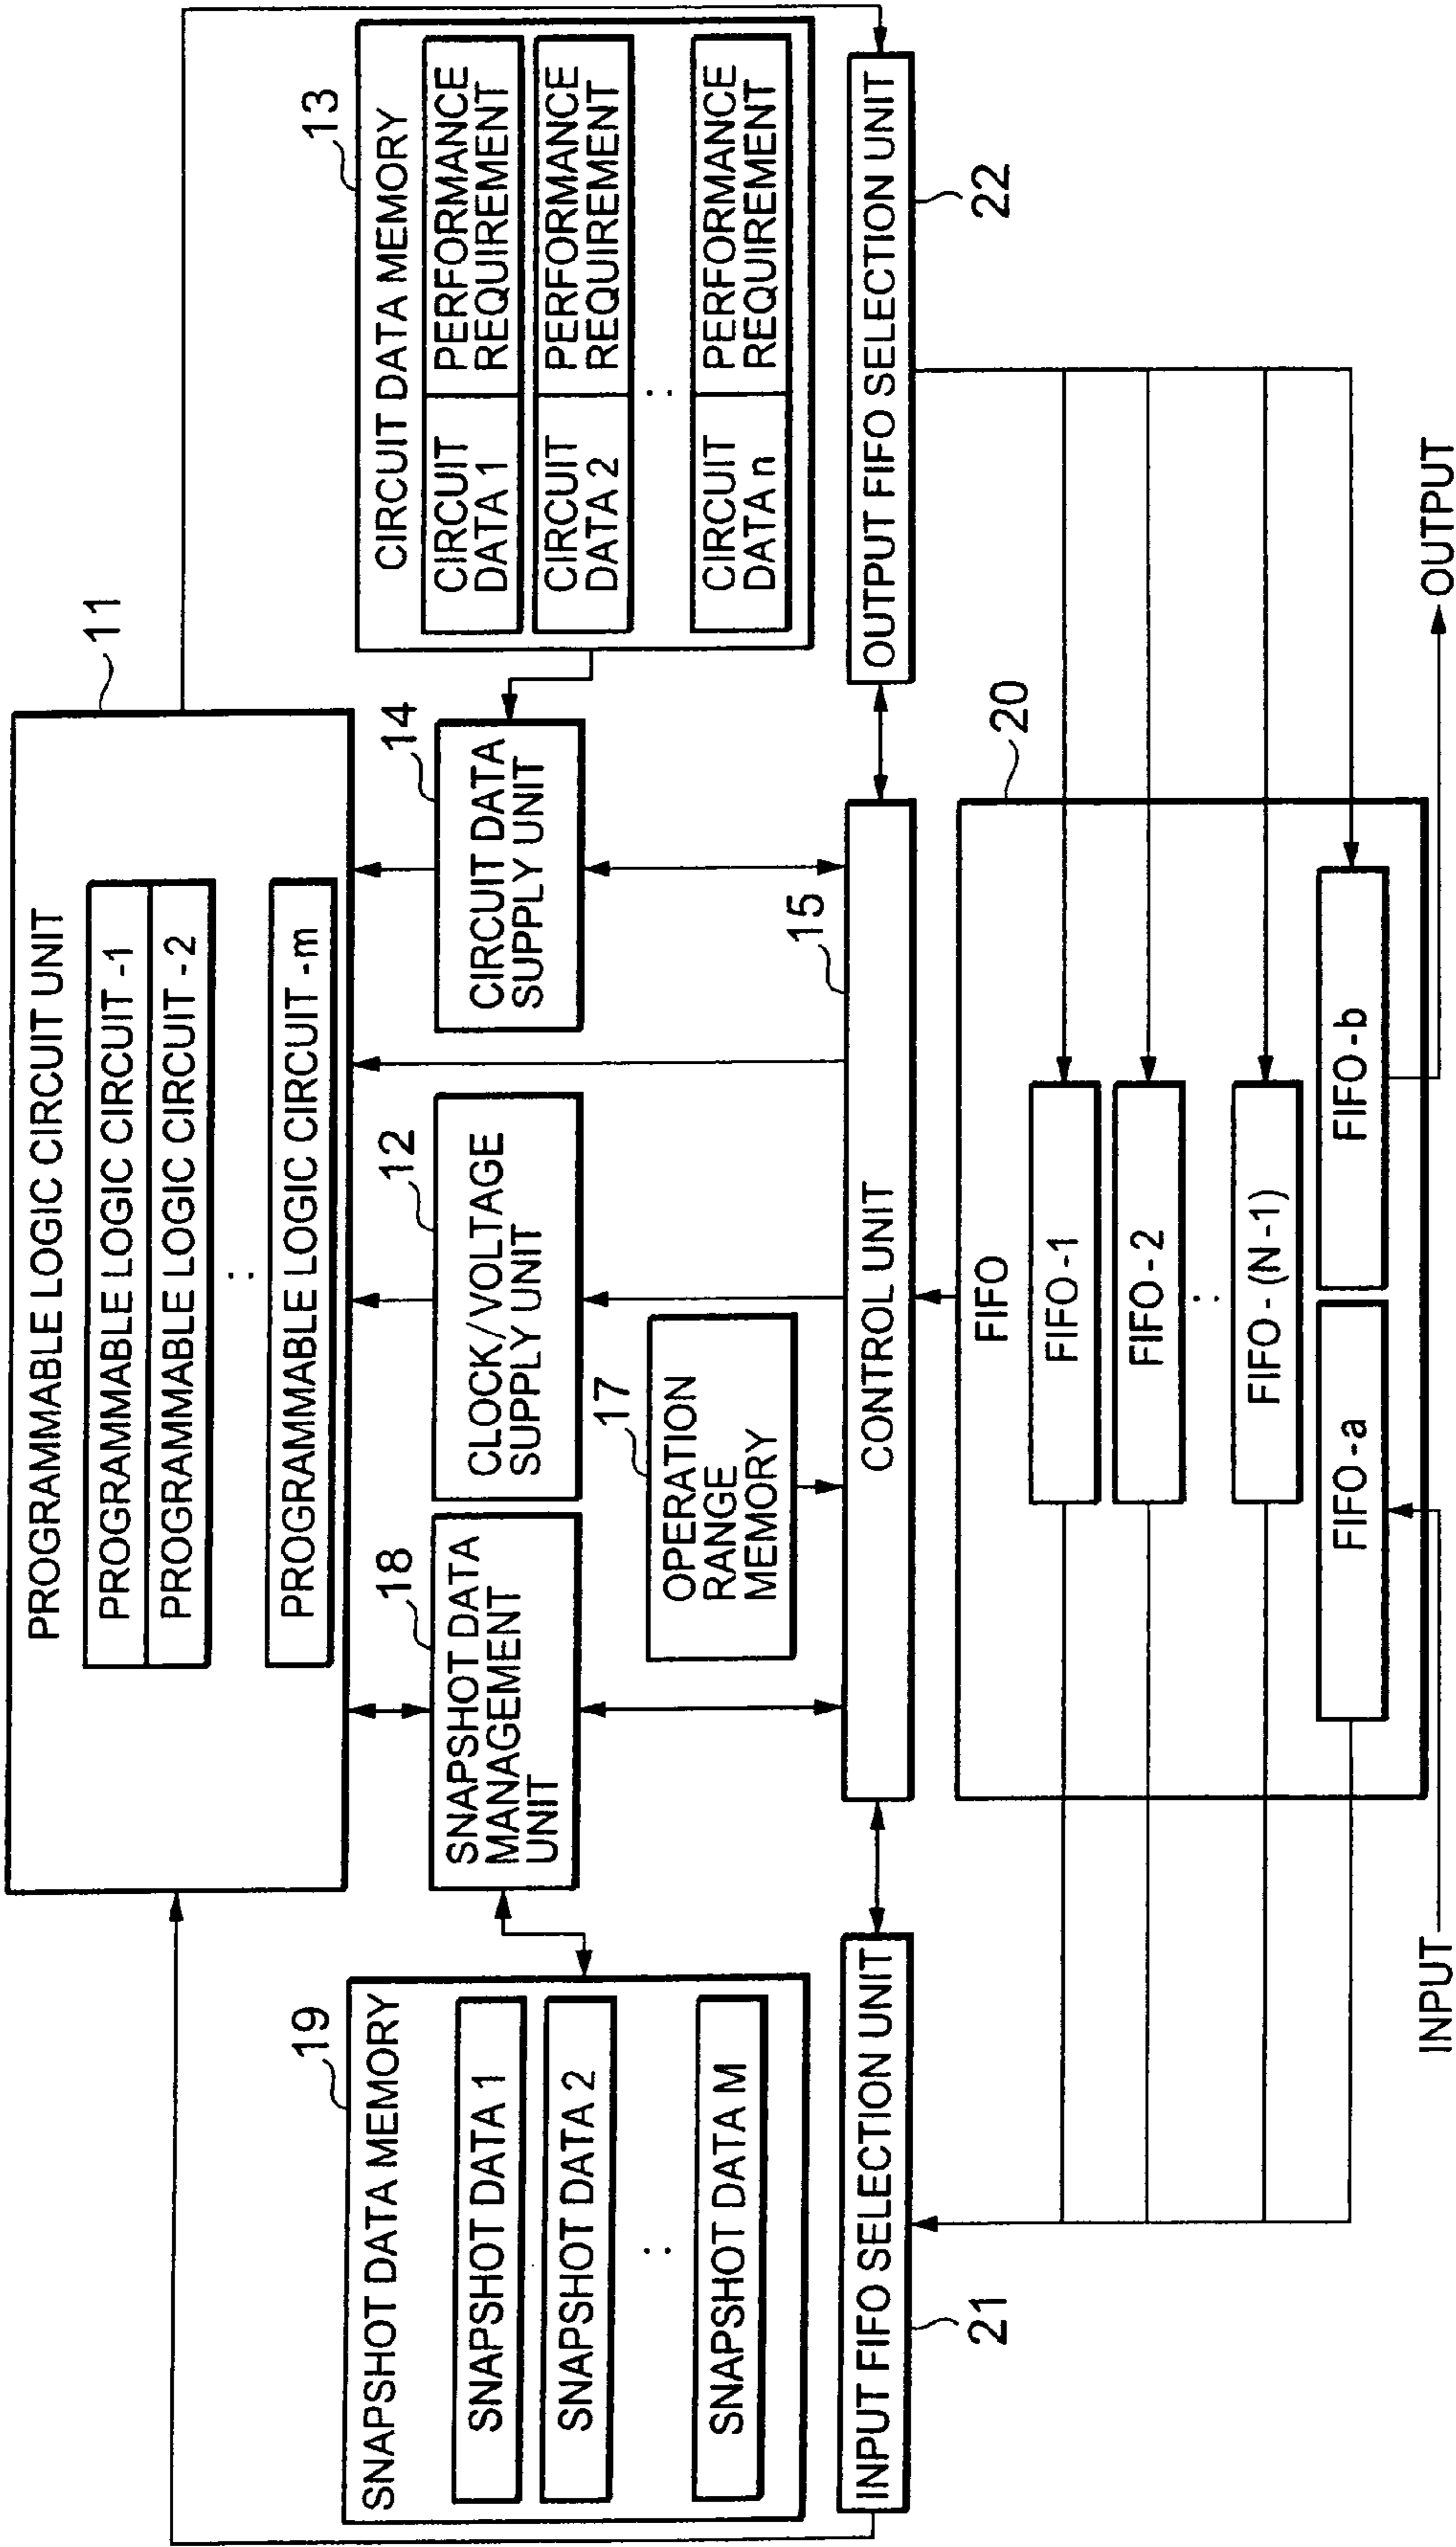 11
PROGRAMMABLE LOGIC CIRCUIT UNIT
PROGRAMMABLE LOGIC CIRCUIT -1
PROGRAMMABLE LOGIC CIRCUIT - 2
:
PROGRAMMABLE LOGIC CIRCUIT -m
19
SNAPSHOT DATA MEMORY
SNAPSHOT DATA 1
SNAPSHOT DATA 2
:
SNAPSHOT DATA M
18
SNAPSHOT DATA
MANAGEMENT
UNIT
12
CLOCK/VOLTAGE
SUPPLY UNIT
14
CIRCUIT DATA
SUPPLY UNIT
13
CIRCUIT DATA MEMORY
CIRCUIT
DATA 1
PERFORMANCE
REQUIREMENT
CIRCUIT
DATA 2
PERFORMANCE
REQUIREMENT
:
CIRCUIT
DATA n
PERFORMANCE
REQUIREMENT
17
OPERATION
RANGE
MEMORY
15
INPUT FIFO SELECTION UNIT
21
CONTROL UNIT
OUTPUT FIFO SELECTION UNIT
22
20
FIFO
FIFO -1
FIFO - 2
:
FIFO - (N -1)
FIFO -a
FIFO -b
INPUT
OUTPUT